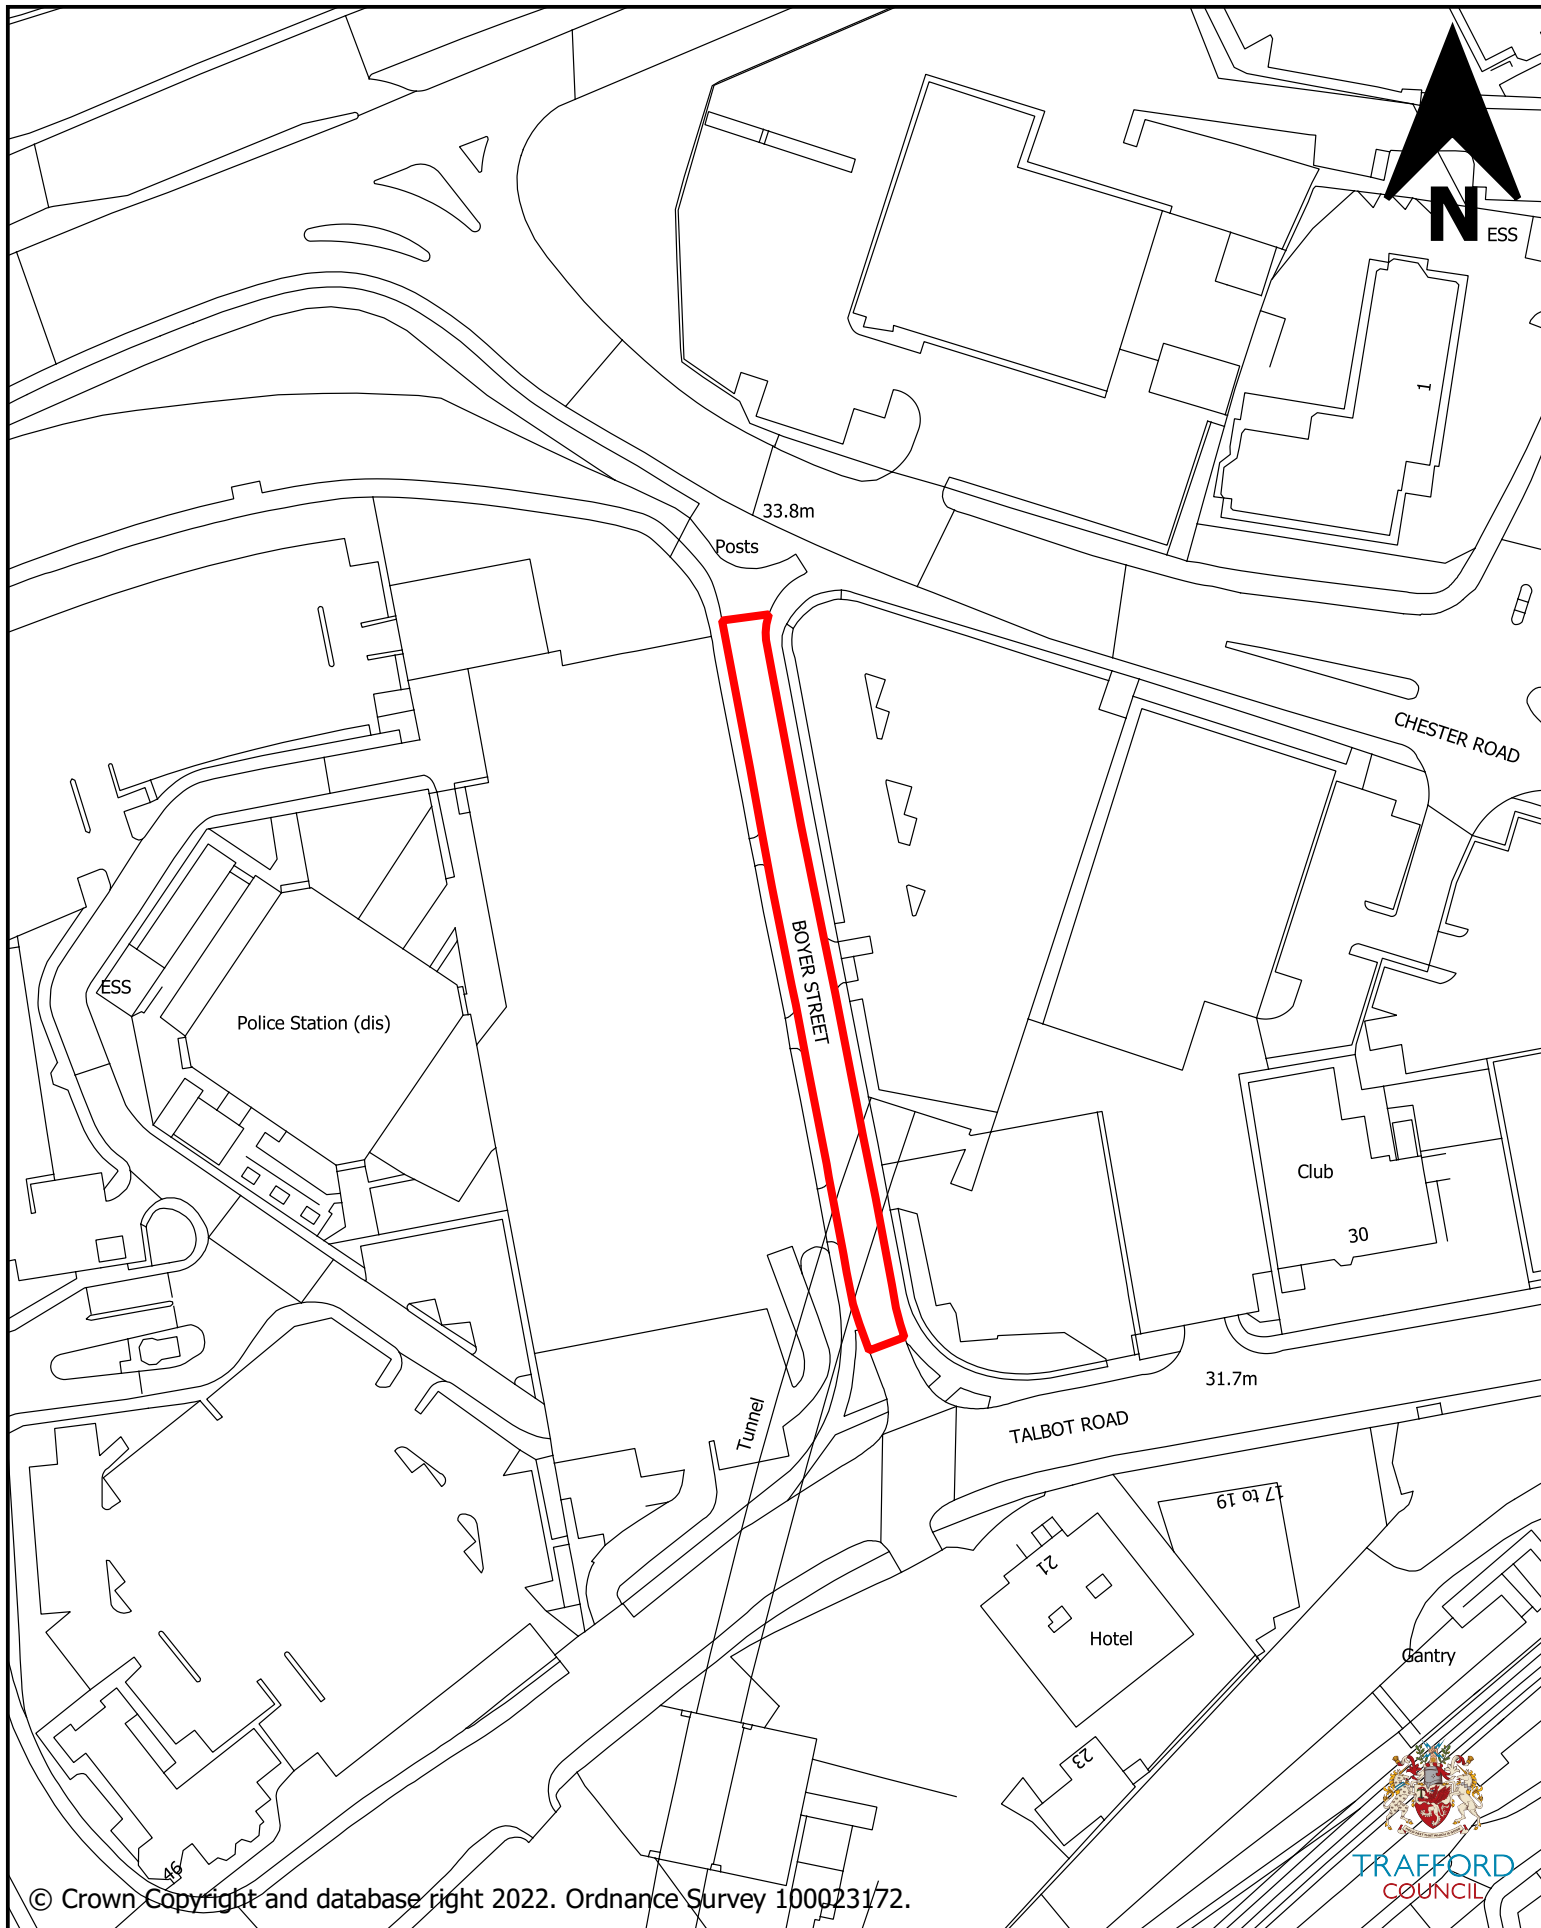 N
ESS
1
33.8m
Posts
CHESTER ROAD
BOYER STREET
ESS
Police Station (dis)
Club
30
31.7m
Tunnel
TALBOT ROAD
17 to 19
21
Hotel
Gantry
23
46
TRAFFORD
COUNCIL
© Crown Copyright and database right 2022. Ordnance Survey 100023172.